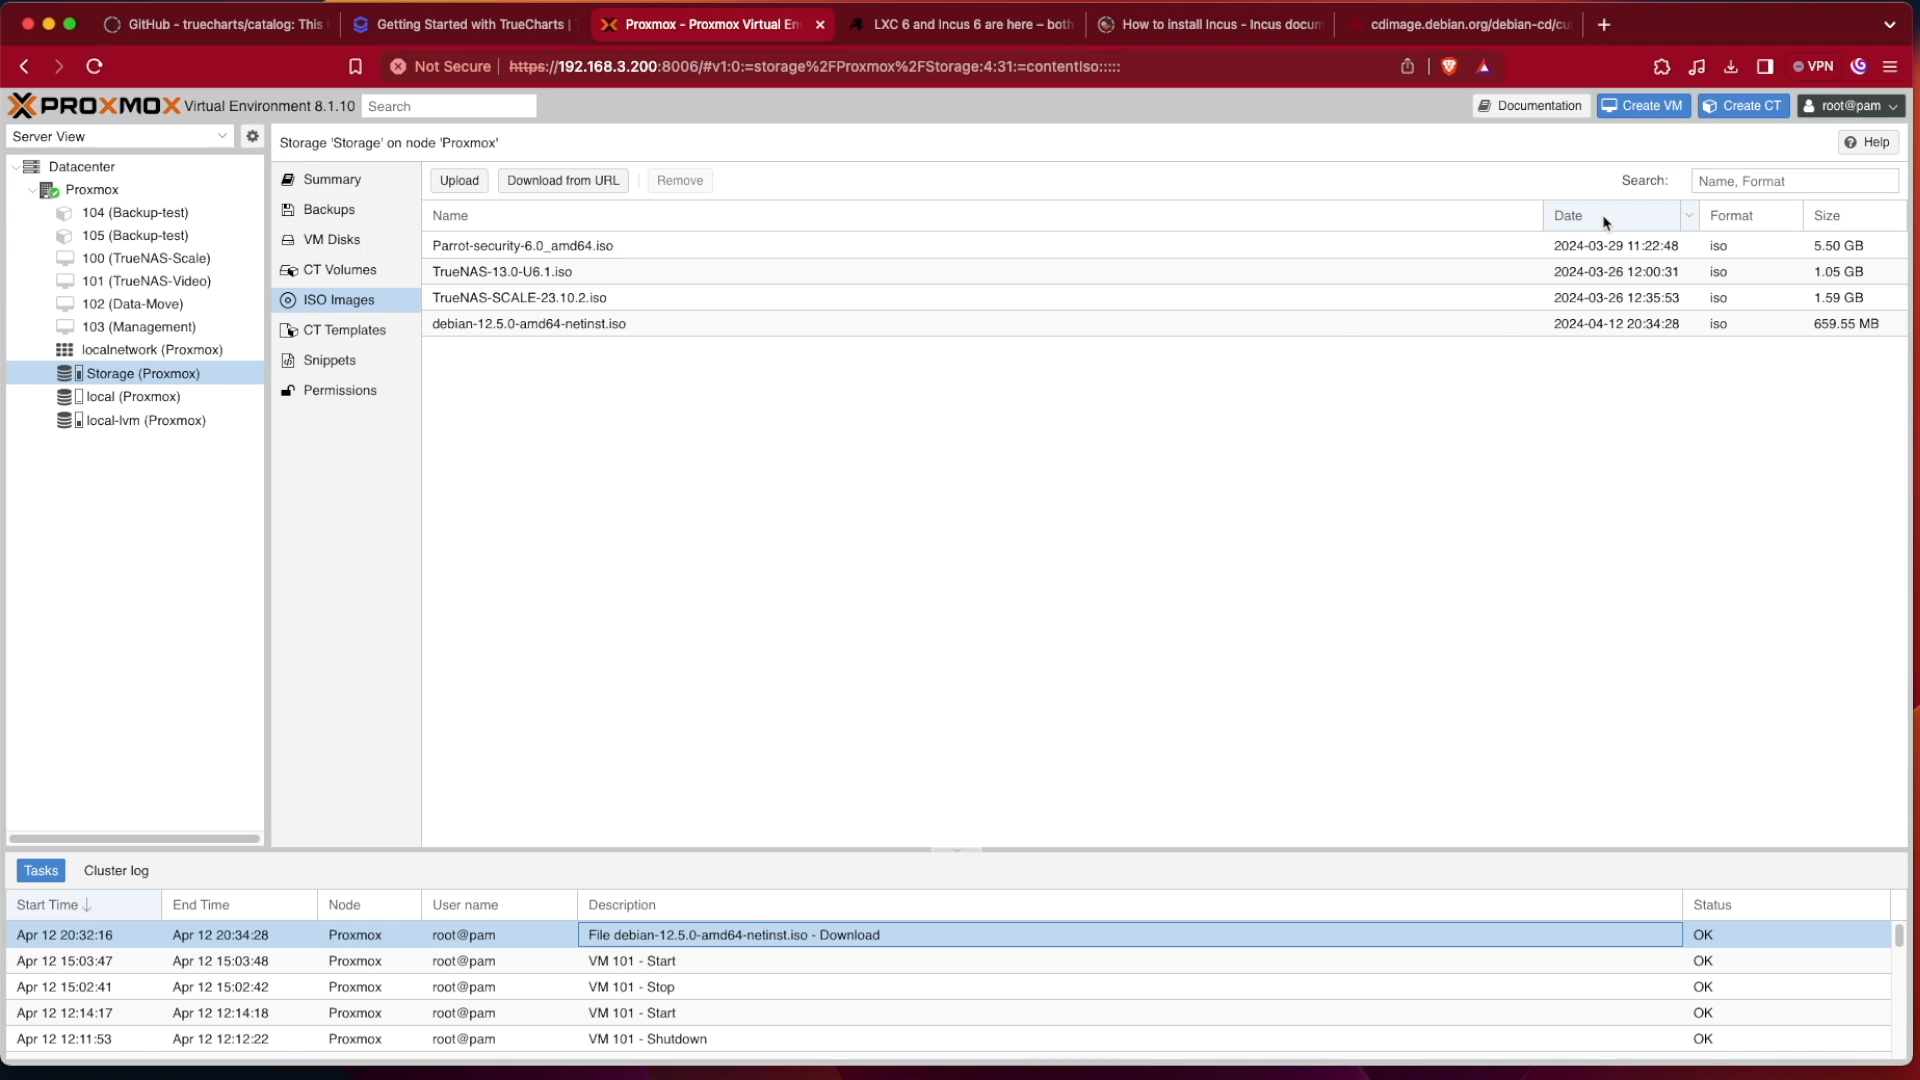 GitHub - truecharts/catalog: This
Getting Started with TrueCharts |
Proxmox - Proxmox Virtual En
LXC 6 and Incus 6 are here – both
How to install Incus - Incus docum
cdimage.debian.org/debian-cd/cu
Not Secure
https://192.168.3.200:8006/#v1:0:=storage%2FProxmox%2FStorage:4:31:=contentIso:::::
VPN
PROXMOX Virtual Environment 8.1.10
Search
Documentation
Create VM
Create CT
root@pam
Server View
Storage 'Storage' on node 'Proxmox'
Help
Datacenter
Proxmox
104 (Backup-test)
105 (Backup-test)
100 (TrueNAS-Scale)
101 (TrueNAS-Video)
102 (Data-Move)
103 (Management)
localnetwork (Proxmox)
Storage (Proxmox)
local (Proxmox)
local-lvm (Proxmox)
Summary
Backups
VM Disks
CT Volumes
ISO Images
CT Templates
Snippets
Permissions
Upload
Download from URL
Remove
Search:
Name, Format
Name Date Format Size
Parrot-security-6.0_amd64.iso 2024-03-29 11:22:48 iso 5.50 GB
TrueNAS-13.0-U6.1.iso 2024-03-26 12:00:31 iso 1.05 GB
TrueNAS-SCALE-23.10.2.iso 2024-03-26 12:35:53 iso 1.59 GB
debian-12.5.0-amd64-netinst.iso 2024-04-12 20:34:28 iso 659.55 MB
Tasks
Cluster log
Start Time End Time Node User name Description Status
Apr 12 20:32:16 Apr 12 20:34:28 Proxmox root@pam File debian-12.5.0-amd64-netinst.iso - Download OK
Apr 12 15:03:47 Apr 12 15:03:48 Proxmox root@pam VM 101 - Start OK
Apr 12 15:02:41 Apr 12 15:02:42 Proxmox root@pam VM 101 - Stop OK
Apr 12 12:14:17 Apr 12 12:14:18 Proxmox root@pam VM 101 - Start OK
Apr 12 12:11:53 Apr 12 12:12:22 Proxmox root@pam VM 101 - Shutdown OK